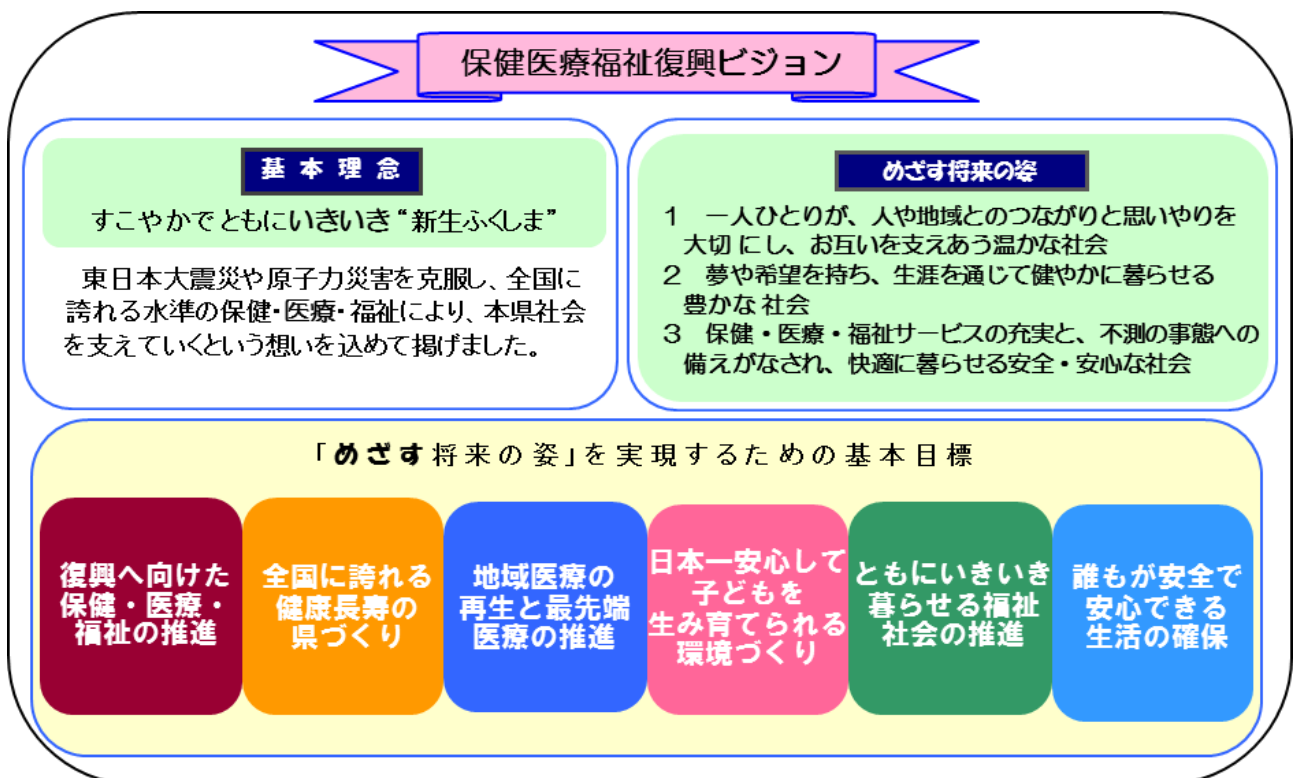 保健医療福祉復興ビジョン
基本理念
すこやかでともにいきいき“新生ふくしま”
東日本大震災や原子力災害を克服し、全国に
誇れる水準の保健・医療・福祉により、本県社会
を支えていくという想いを込めて掲げました。
めざす将来の姿
1 一人ひとりが、人や地域とのつながりと思いやりを
大切にし、お互いを支えあう温かな社会
2 夢や希望を持ち、生涯を通じて健やかに暮らせる
豊かな社会
3 保健・医療・福祉サービスの充実と、不測の事態への
備えがなされ、快適に暮らせる安全・安心な社会
「めざす将来の姿」を実現するための基本目標
復興へ向けた
保健・医療・
福祉の推進
全国に誇れる
健康長寿の
県づくり
地域医療の
再生と最先端
医療の推進
日本一安心して
子どもを
生み育てられる
環境づくり
ともにいきいき
暮らせる福祉
社会の推進
誰もが安全で
安心できる
生活の確保